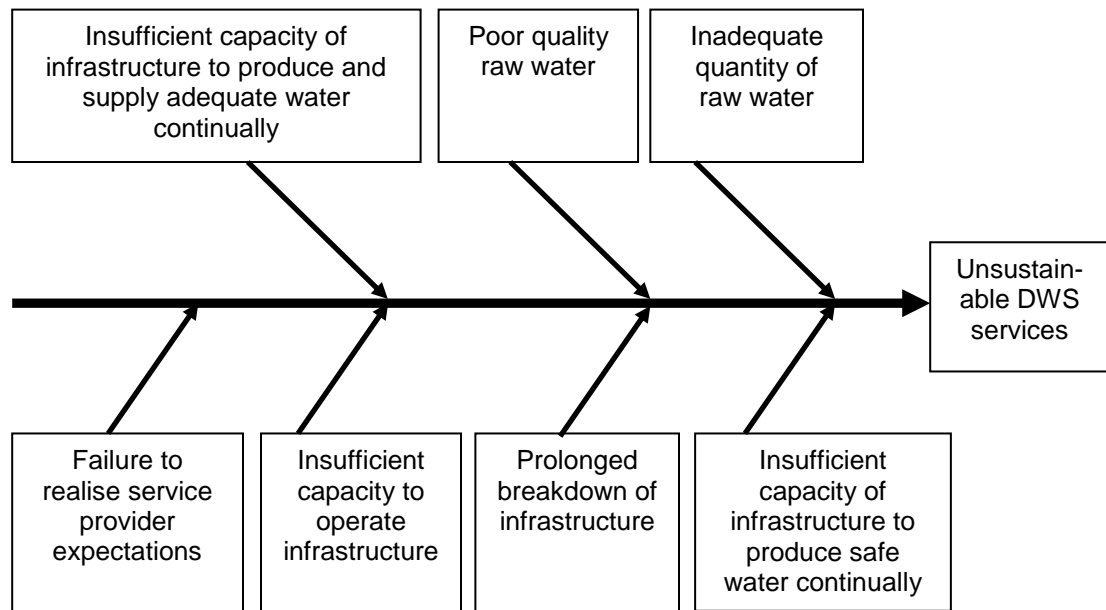 Insufficient capacity of
infrastructure to produce and
supply adequate water
continually
Poor quality
raw water
Inadequate
quantity of
raw water
Unsustain-
able DWS
services
Failure to
realise service
provider
expectations
Insufficient
capacity to
operate
infrastructure
Prolonged
breakdown of
infrastructure
Insufficient
capacity of
infrastructure to
produce safe
water continually